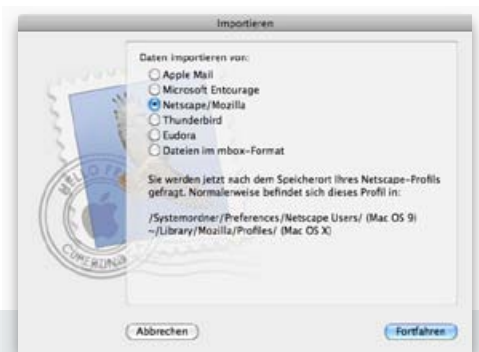 Importieren
Daten importieren von:
Apple Mail
Microsoft Entourage
Netscape/Mozilla
Thunderbird
Eudora
Dateien im mbox-Format
Sie werden jetzt nach dem Speicherort Ihres Netscape-Profils
gefragt. Normalerweise befindet sich dieses Profil in:
/Systemordner/Preferences/Netscape Users/ (Mac OS 9)
~/Library/Mozilla/Profiles/ (Mac OS X)
HELLO
Abbrechen
Fortfahren